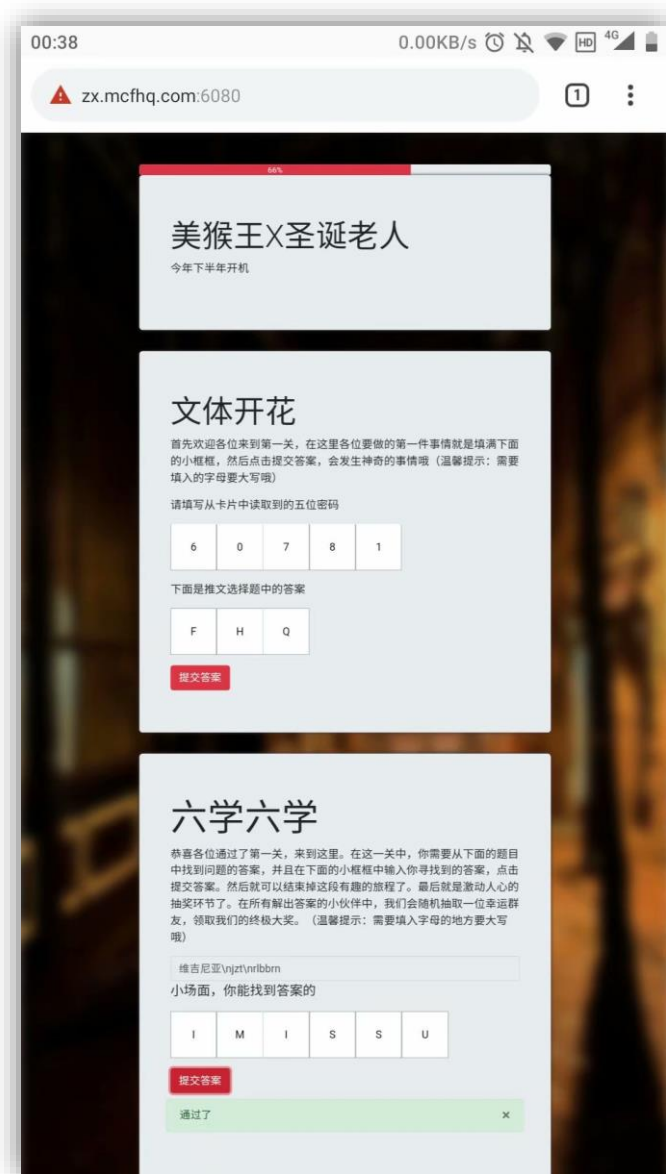 00:38 0.00KB/s HD 4G
zx.mcfhq.com:6080 1
66%
美猴王X圣诞老人
今年下半年开机
文体开花
首先欢迎各位来到第一关，在这里各位要做的第一件事情就是填满下面
的小框框，然后点击提交答案，会发生神奇的事情哦（温馨提示：需要
填入的字母要大写哦）
请填写从卡片中读取到的五位密码
6 0 7 8 1
下面是推文选择题中的答案
F H Q
提交答案
六学六学
恭喜各位通过了第一关，来到这里。在这一关中，你需要从下面的题目
中找到问题的答案，并且在下面的小框框中输入你寻找到的答案，点击
提交答案。然后就可以结束掉这段有趣的旅程了。最后就是激动人心的
抽奖环节了。在所有解出答案的小伙伴中，我们会随机抽取一位幸运群
友，领取我们的终极大奖。（温馨提示：需要填入字母的地方要大写
哦）
维吉尼亚\njzt\nrlbbrn
小场面，你能找到答案的
I M I S S U
提交答案
通过了 ×